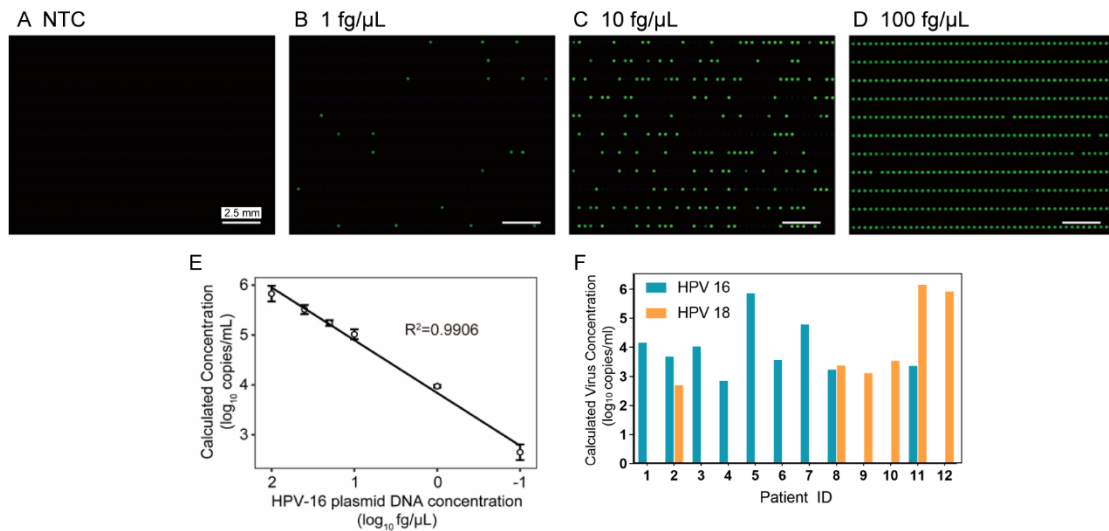 A NTC
B 1 fg/μL
C 10 fg/μL
D 100 fg/μL
2.5 mm
E
6
5
4
3
R²=0.9906
2
1
0
-1
Calculated Concentration
(log₁₀ copies/mL)
HPV-16 plasmid DNA concentration
(log₁₀ fg/μL)
F
HPV 16
HPV 18
6
5
4
3
2
1
0
1 2 3 4 5 6 7 8 9 10 11 12
Calculated Virus Concentration
(log₁₀ copies/ml)
Patient ID